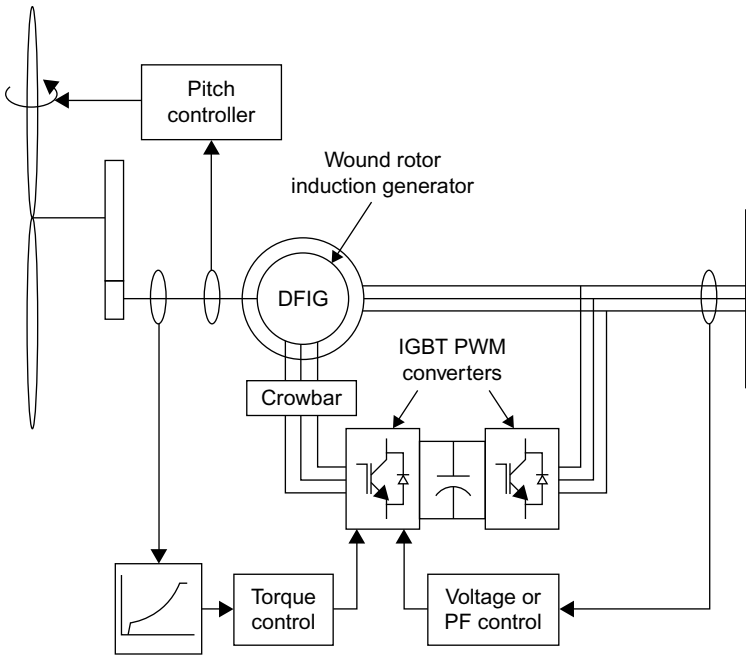 Pitch
controller
Wound rotor
induction generator
DFIG
IGBT PWM
converters
Crowbar
Torque
control
Voltage or
PF control